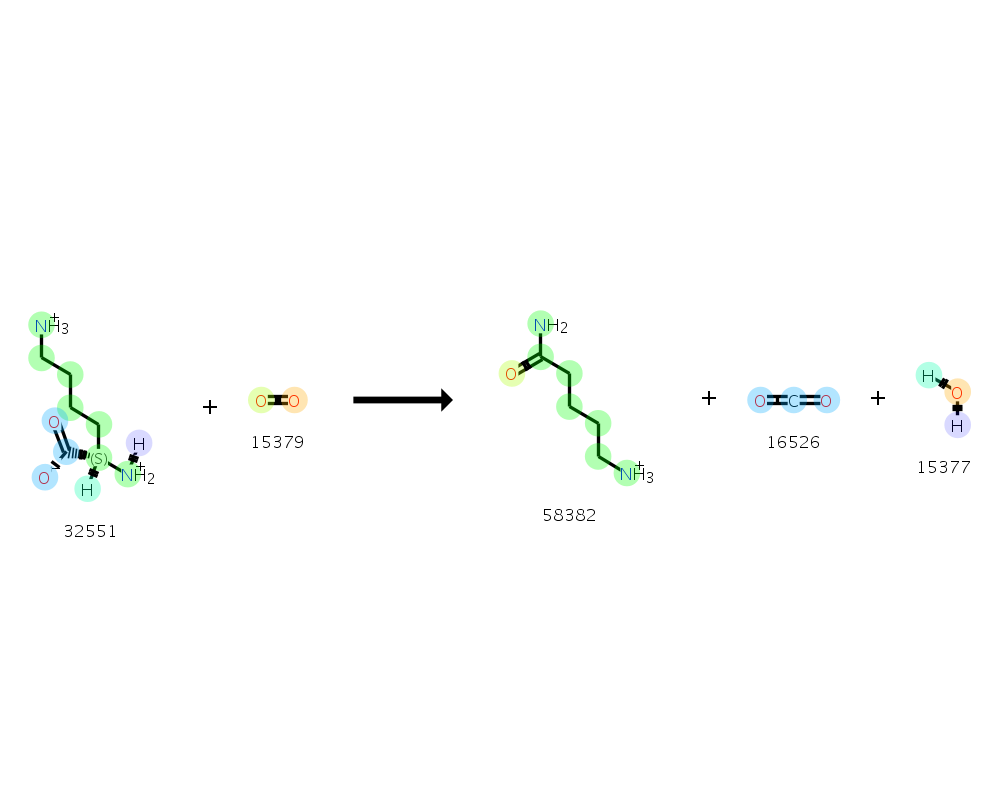 NH3+
O
O-
(S)
H
H
NH2+
32551
+
O O
15379
NH2
O
NH3+
58382
+
O C O
16526
+
H
O
H
15377